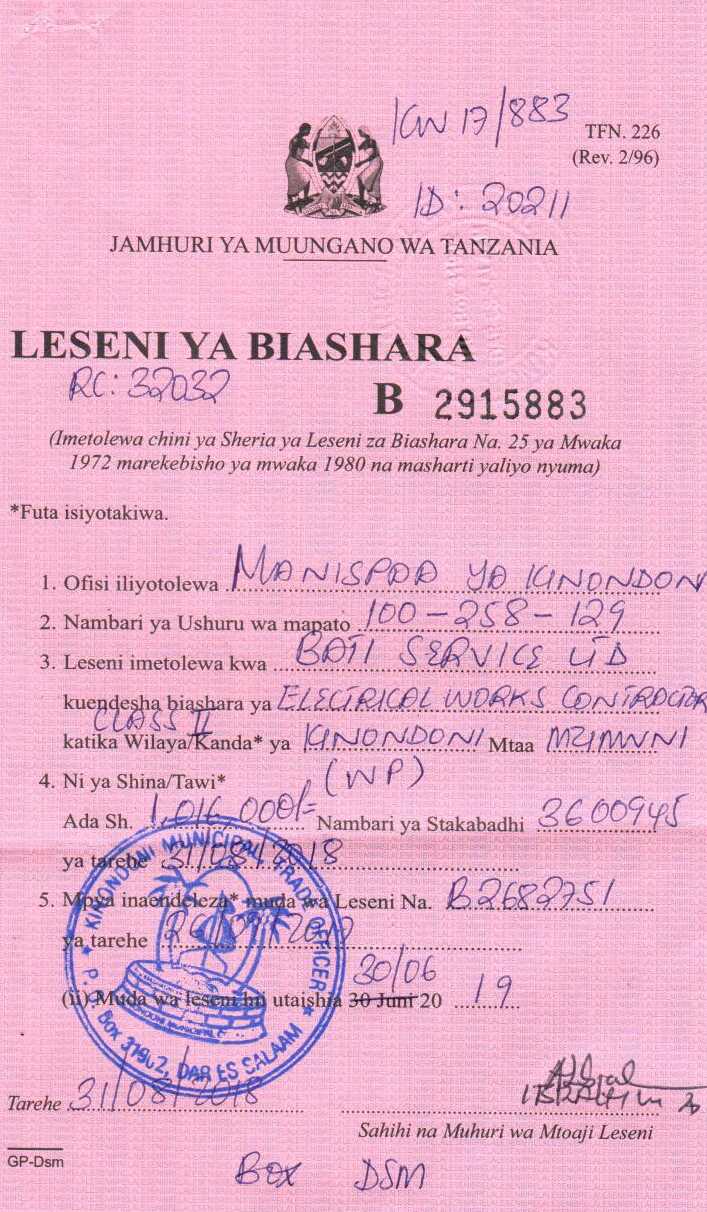 KW 17/883
TFN. 226
(Rev. 2/96)
ID: 20211
JAMHURI YA MUUNGANO WA TANZANIA
LESENI YA BIASHARA
RC: 32032
B 2915883
(Imetolewa chini ya Sheria ya Leseni za Biashara Na. 25 ya Mwaka
1972 marekebisho ya mwaka 1980 na masharti yaliyo nyuma)
*Futa isiyotakiwa.
1. Ofisi iliyotolewa MANISPAA YA KINONDONI
2. Nambari ya Ushuru wa mapato 100-258-129
3. Leseni imetolewa kwa BATI SERVICE LTD
kuendesha biashara ya ELECTRICAL WORKS CONTRACTOR
CLASS II
katika Wilaya/Kanda* ya KINONDONI Mtaa MZIMUNI
4. Ni ya Shina/Tawi* (WP)
Ada Sh. 1,016,000/= Nambari ya Stakabadhi 3600945
ya tarehe 31/08/2018
5. Mpya inaendeleza* muda wa Leseni Na. B2682751
ya tarehe
30/06
(ii) Muda wa leseni hii utaishia 30 Juni 20 19
KINONDONI MUNICIPAL TRADE OFFICER
P. O. Box 31902, DAR ES SALAAM
Tarehe 31/08/2018
Sahihi na Muhuri wa Mtoaji Leseni
GP-Dsm
BOX DSM